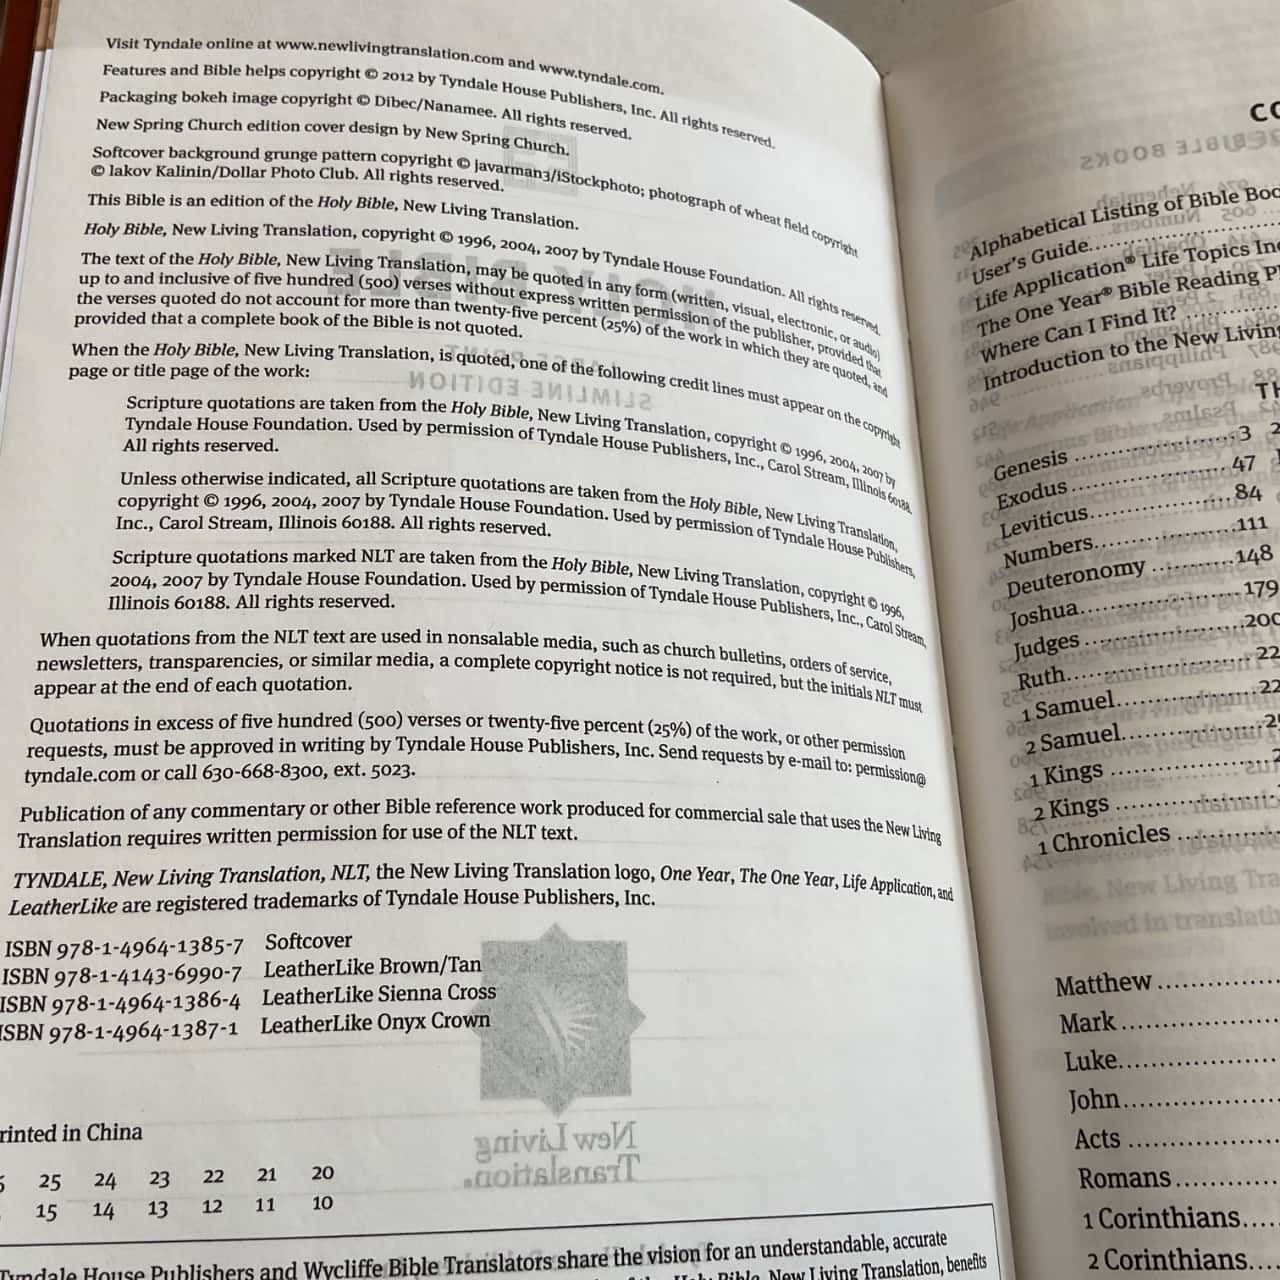 Visit Tyndale online at www.newlivingtranslation.com and www.tyndale.com.
Features and Bible helps copyright © 2012 by Tyndale House Publishers, Inc. All rights reserved.
Packaging bokeh image copyright © Dibec/Nanamee. All rights reserved.
New Spring Church edition cover design by New Spring Church.
Softcover background grunge pattern copyright © javarman3/iStockphoto; photograph of wheat field copyright
© Iakov Kalinin/Dollar Photo Club. All rights reserved.
This Bible is an edition of the Holy Bible, New Living Translation.
Holy Bible, New Living Translation, copyright © 1996, 2004, 2007 by Tyndale House Foundation. All rights reserved.
The text of the Holy Bible, New Living Translation, may be quoted in any form (written, visual, electronic, or audio)
up to and inclusive of five hundred (500) verses without express written permission of the publisher, provided that
the verses quoted do not account for more than twenty-five percent (25%) of the work in which they are quoted, and
provided that a complete book of the Bible is not quoted.
When the Holy Bible, New Living Translation, is quoted, one of the following credit lines must appear on the copyright
page or title page of the work:
Scripture quotations are taken from the Holy Bible, New Living Translation, copyright © 1996, 2004, 2007 by
Tyndale House Foundation. Used by permission of Tyndale House Publishers, Inc., Carol Stream, Illinois 60188.
All rights reserved.
Unless otherwise indicated, all Scripture quotations are taken from the Holy Bible, New Living Translation,
copyright © 1996, 2004, 2007 by Tyndale House Foundation. Used by permission of Tyndale House Publishers,
Inc., Carol Stream, Illinois 60188. All rights reserved.
Scripture quotations marked NLT are taken from the Holy Bible, New Living Translation, copyright © 1996,
2004, 2007 by Tyndale House Foundation. Used by permission of Tyndale House Publishers, Inc., Carol Stream,
Illinois 60188. All rights reserved.
When quotations from the NLT text are used in nonsalable media, such as church bulletins, orders of service,
newsletters, transparencies, or similar media, a complete copyright notice is not required, but the initials NLT must
appear at the end of each quotation.
Quotations in excess of five hundred (500) verses or twenty-five percent (25%) of the work, or other permission
requests, must be approved in writing by Tyndale House Publishers, Inc. Send requests by e-mail to: permission@
tyndale.com or call 630-668-8300, ext. 5023.
Publication of any commentary or other Bible reference work produced for commercial sale that uses the New Living
Translation requires written permission for use of the NLT text.
TYNDALE, New Living Translation, NLT, the New Living Translation logo, One Year, The One Year, Life Application, and
LeatherLike are registered trademarks of Tyndale House Publishers, Inc.
ISBN 978-1-4964-1385-7 Softcover
ISBN 978-1-4143-6990-7 LeatherLike Brown/Tan
ISBN 978-1-4964-1386-4 LeatherLike Sienna Cross
ISBN 978-1-4964-1387-1 LeatherLike Onyx Crown
rinted in China
25 24 23 22 21 20
15 14 13 12 11 10
Tyndale House Publishers and Wycliffe Bible Translators share the vision for an understandable, accurate
Holy Bible, New Living Translation, benefits
CO
Alphabetical Listing of Bible Boo
User's Guide
Life Application® Life Topics Ind
The One Year® Bible Reading Pl
Where Can I Find It?
Introduction to the New Living
TH
Genesis 3
Exodus 47
Leviticus 84
Numbers 111
Deuteronomy 148
Joshua 179
Judges 200
Ruth 22
1 Samuel 22
2 Samuel
1 Kings
2 Kings
1 Chronicles
Matthew
Mark
Luke
John
Acts
Romans
1 Corinthians
2 Corinthians